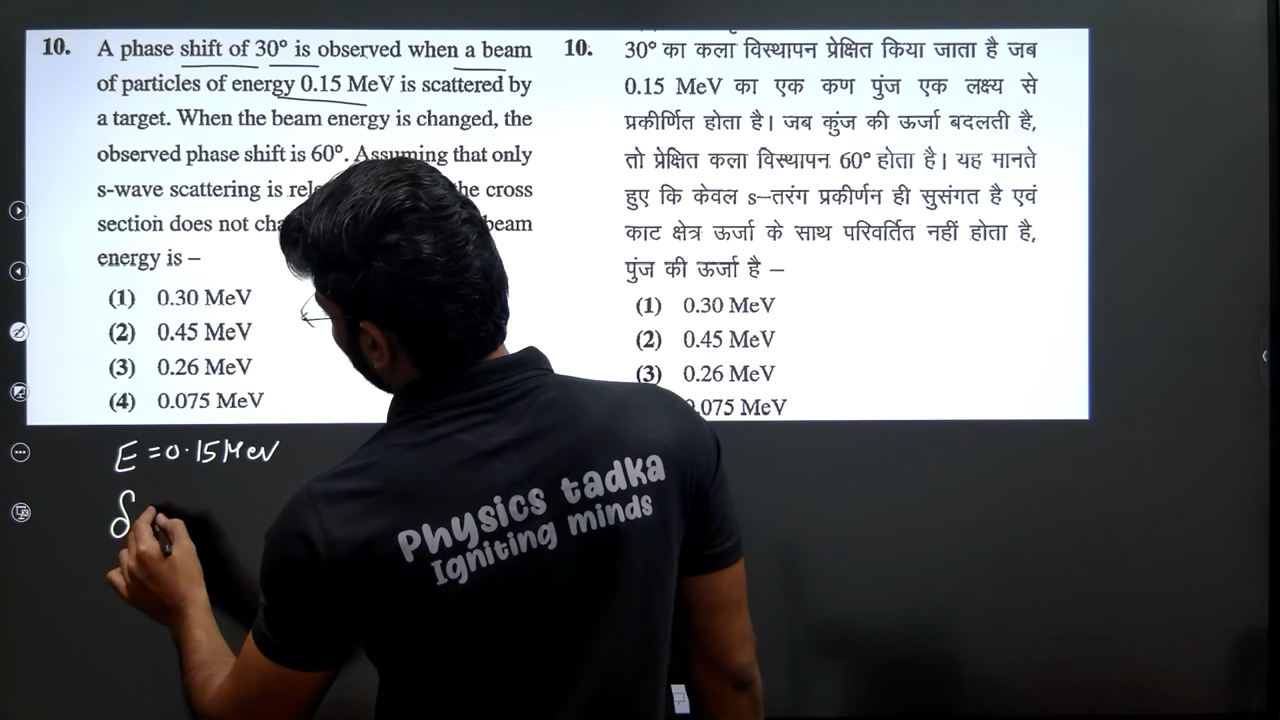 10. A phase shift of 30° is observed when a beam
of particles of energy 0.15 MeV is scattered by
a target. When the beam energy is changed, the
observed phase shift is 60°. Assuming that only
s-wave scattering is the cross
section does not beam
energy is –
(1) 0.30 MeV
(2) 0.45 MeV
(3) 0.26 MeV
(4) 0.075 MeV
10. 30° का कला विस्थापन प्रेक्षित किया जाता है जब
0.15 MeV का एक कण पुंज एक लक्ष्य से
प्रकीर्णित होता है। जब कुंज की ऊर्जा बदलती है,
तो प्रेक्षित कला विस्थापन 60° होता है। यह मानते
हुए कि केवल s–तरंग प्रकीर्णन ही सुसंगत है एवं
काट क्षेत्र ऊर्जा के साथ परिवर्तित नहीं होता है,
पुंज की ऊर्जा है –
(1) 0.30 MeV
(2) 0.45 MeV
(3) 0.26 MeV
0.075 MeV
E = 0.15 MeV
δ
Physics tadka
Igniting minds